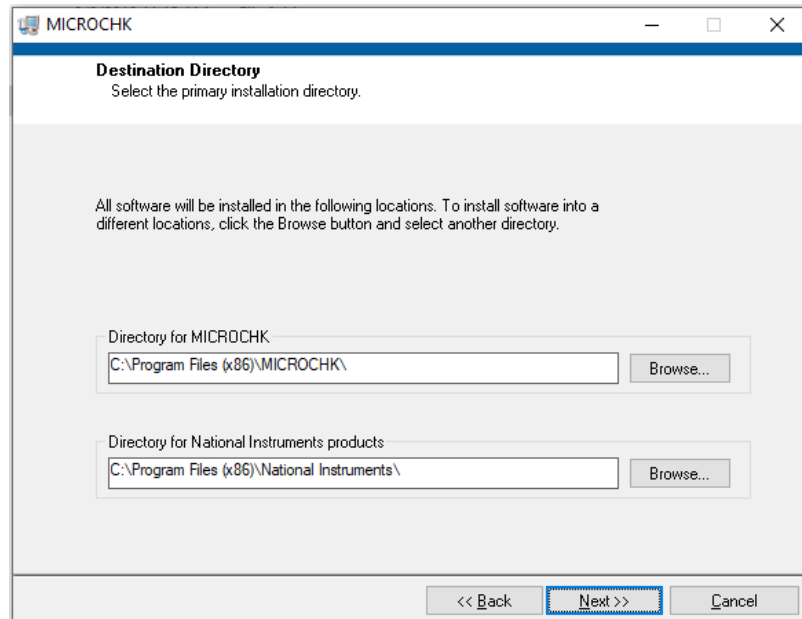 MICROCHK
Destination Directory
Select the primary installation directory.
All software will be installed in the following locations. To install software into a
different locations, click the Browse button and select another directory.
Directory for MICROCHK
C:\Program Files (x86)\MICROCHK\
Browse...
Directory for National Instruments products
C:\Program Files (x86)\National Instruments\
Browse...
<< Back
Next >>
Cancel